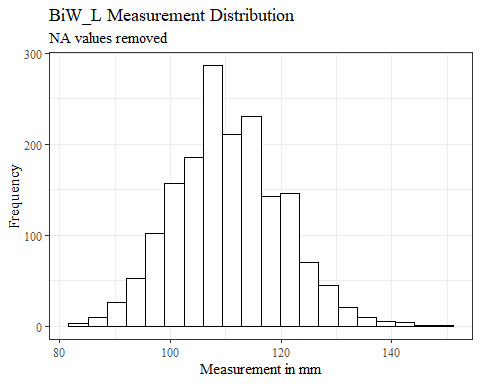 BiW_L Measurement Distribution
NA values removed
300
200
100
0
Frequency
80
100
120
140
Measurement in mm